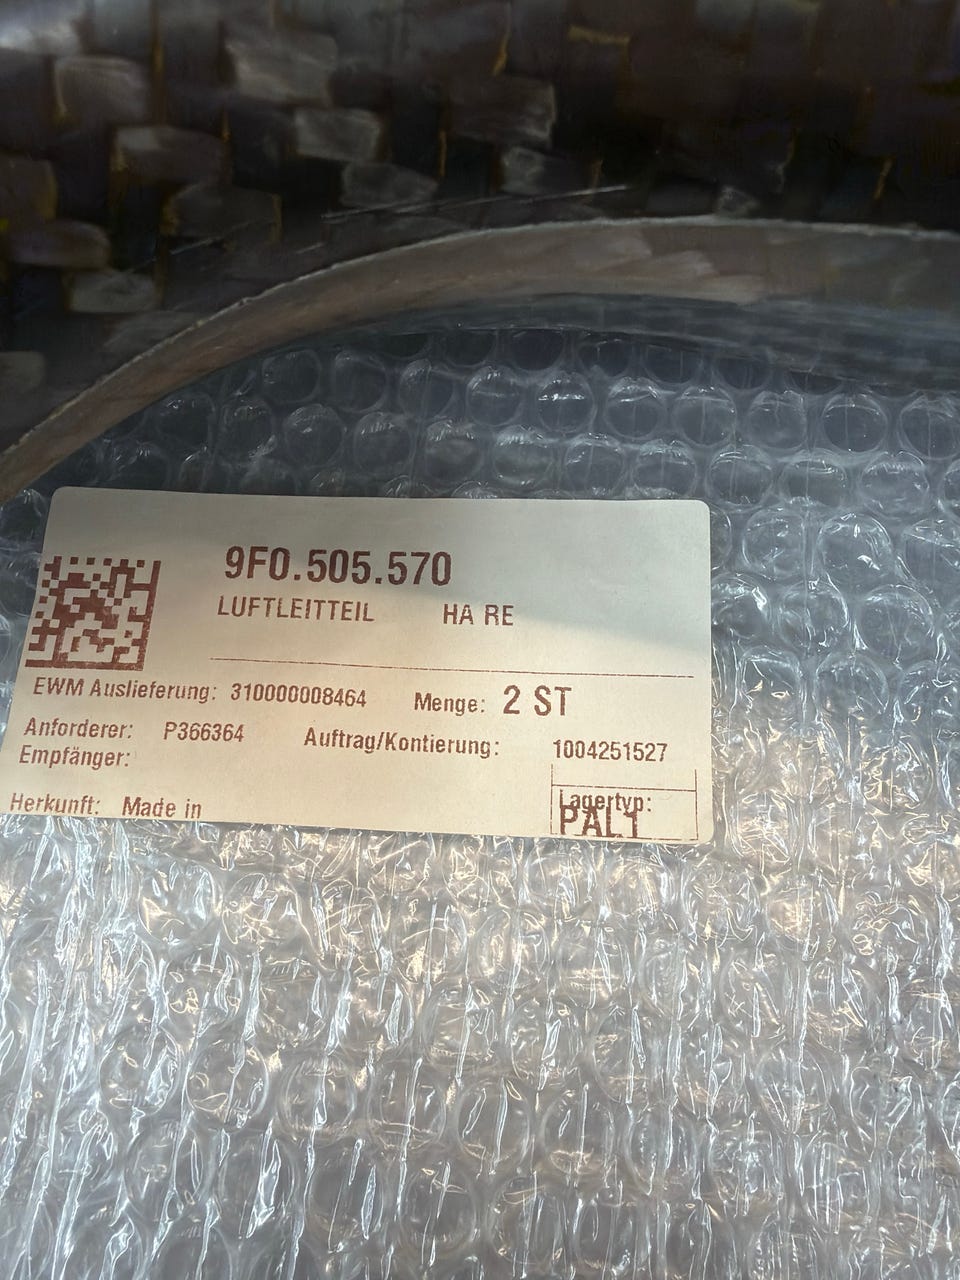 9F0.505.570
LUFTLEITTEIL HA RE
EWM Auslieferung: 310000008464 Menge: 2 ST
Anforderer: P366364 Auftrag/Kontierung: 1004251527
Empfänger:
Herkunft: Made in
Lagertyp:
PAL1